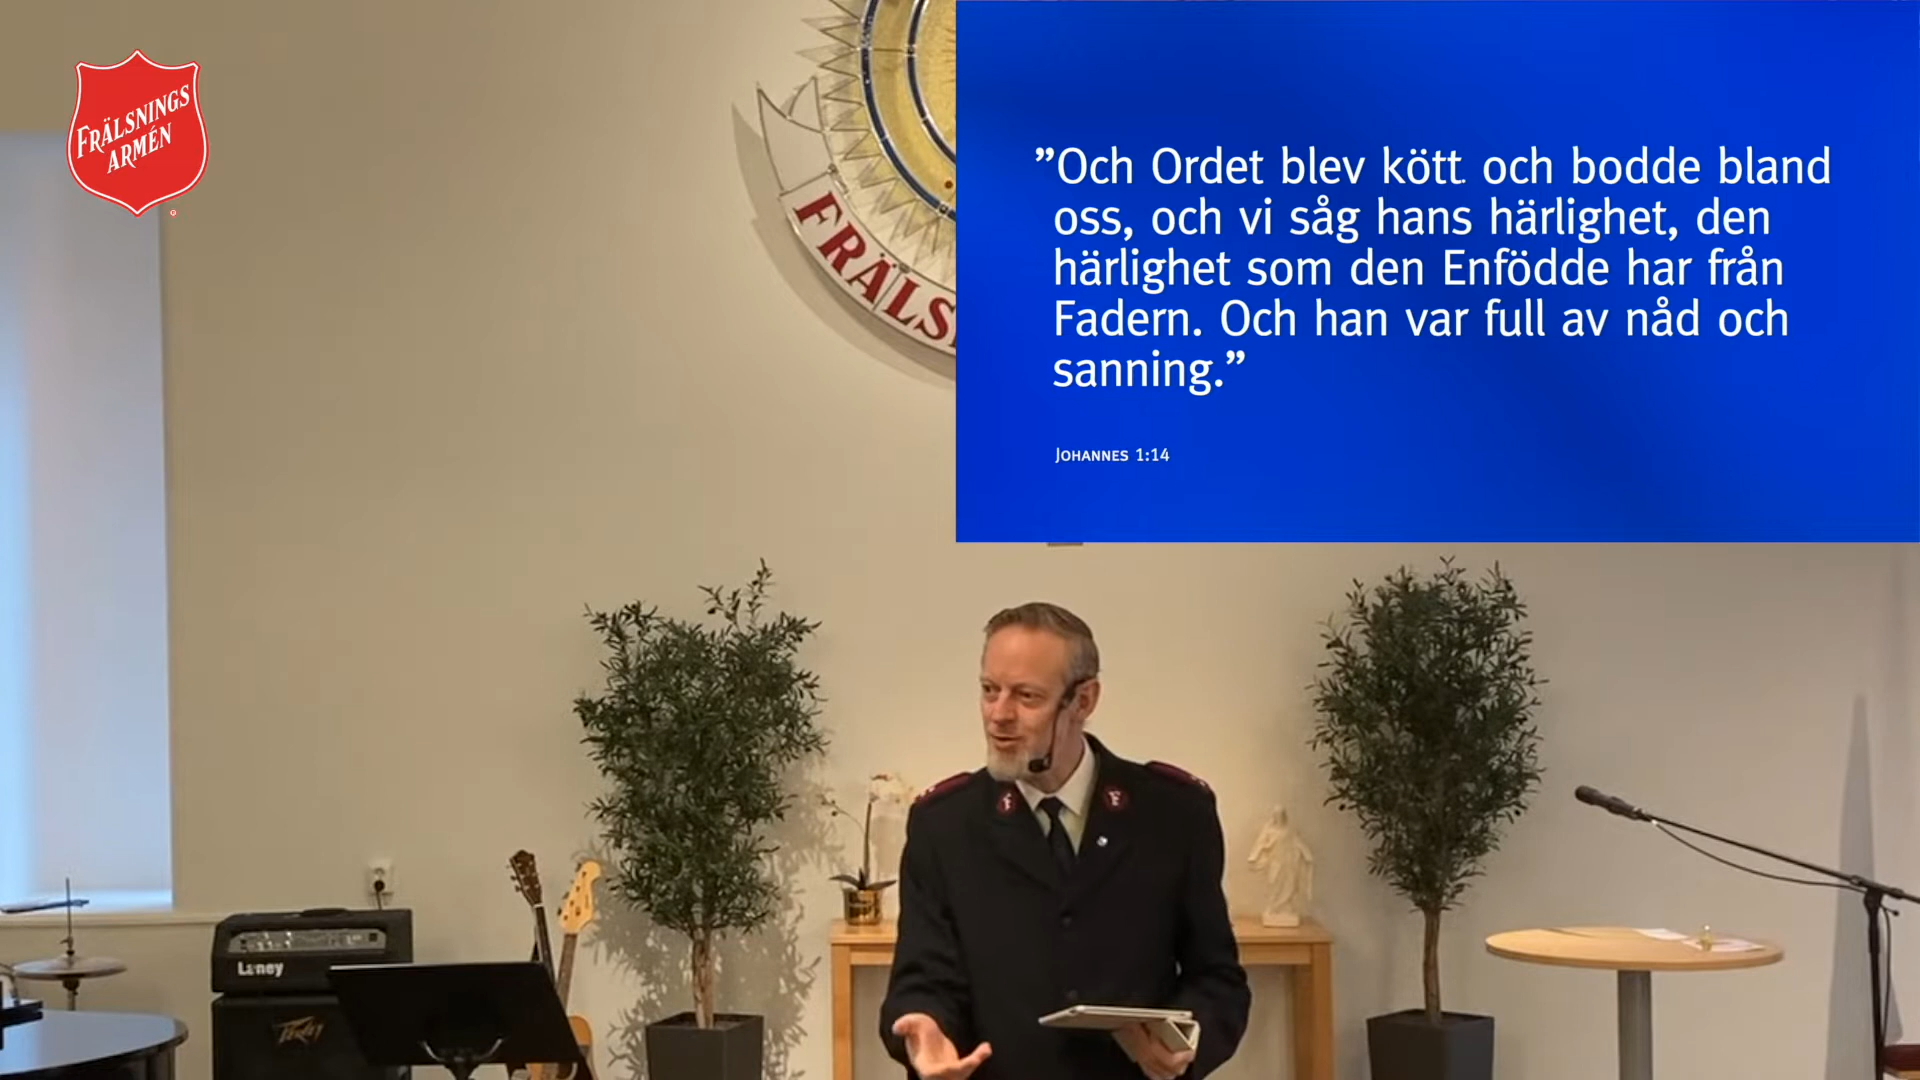 FRÄLSNINGS
ARMÉN
FRÄLS
”Och Ordet blev kött och bodde bland
oss, och vi såg hans härlighet, den
härlighet som den Enfödde har från
Fadern. Och han var full av nåd och
sanning.”
JOHANNES 1:14
Laney
PEAVEY